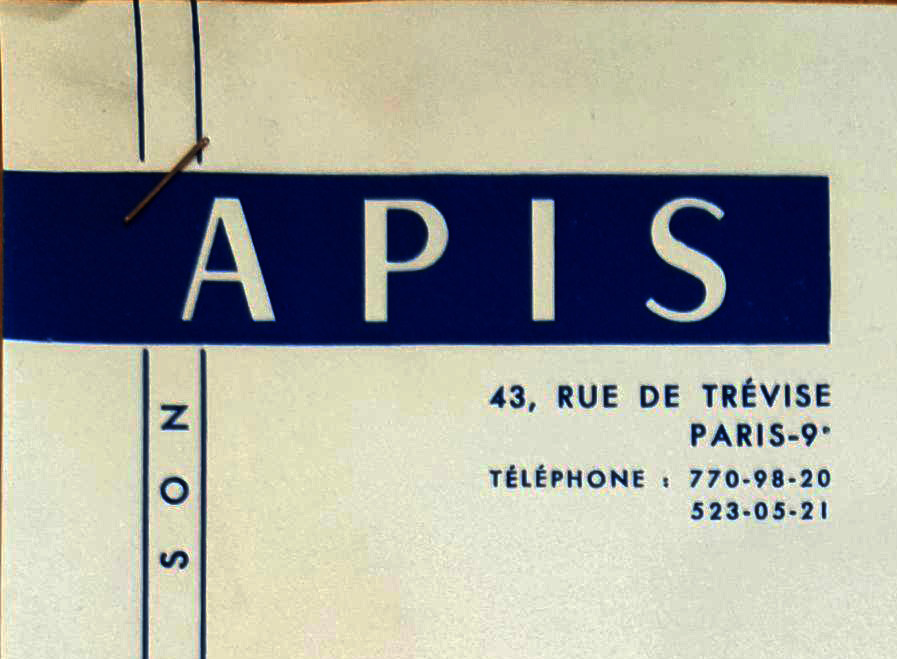 APIS
43, RUE DE TRÉVISE
PARIS-9e
TÉLÉPHONE : 770-98-20
523-05-21
SON